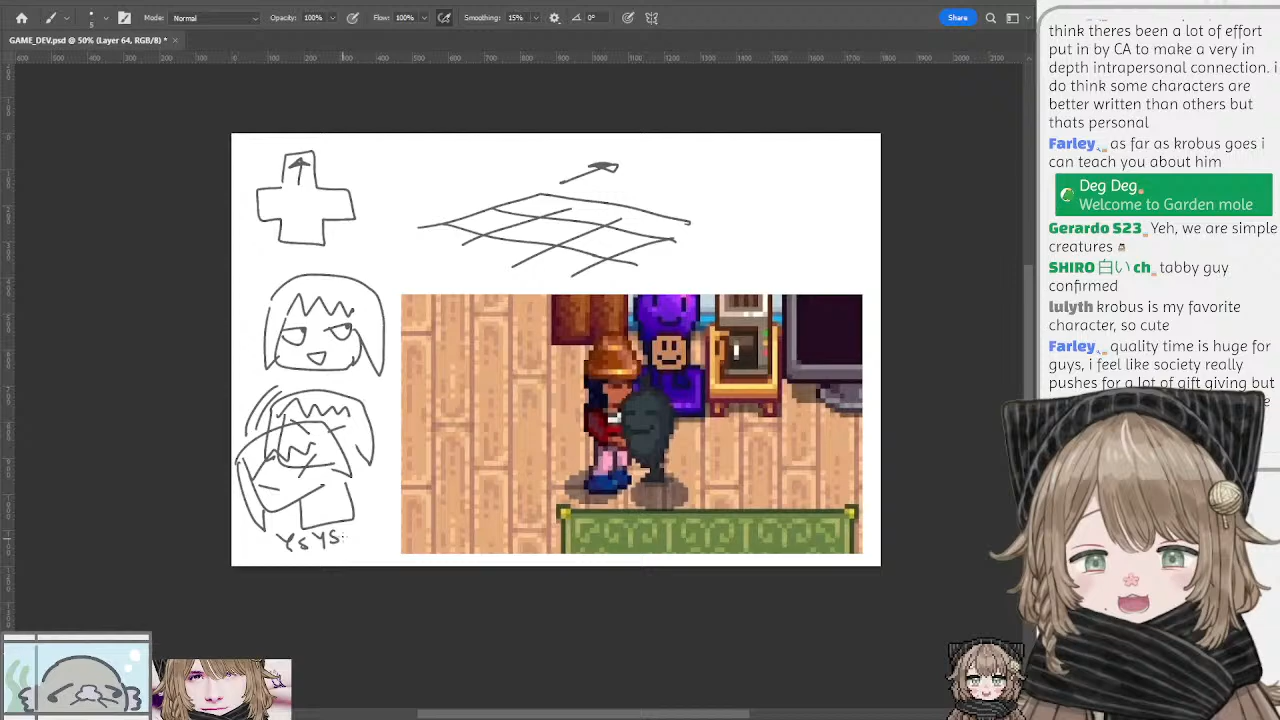 Mode: Normal Opacity: 100% Flow: 100% Smoothing: 15% 0° Share
5
GAME_DEV.psd @ 50% (Layer 64, RGB/8) *
think theres been a lot of effort
put in by CA to make a very in
depth intrapersonal connection. i
do think some characters are
better written than others but
thats personal
Farley as far as krobus goes i
can teach you about him
Deg Deg
Welcome to Garden mole
Gerardo S23 Yeh, we are simple
creatures
SHIRO 白い ch tabby guy
confirmed
lulyth krobus is my favorite
character, so cute
Farley quality time is huge for
guys, i feel like society really
pushes for a lot of gift giving but
YSYS